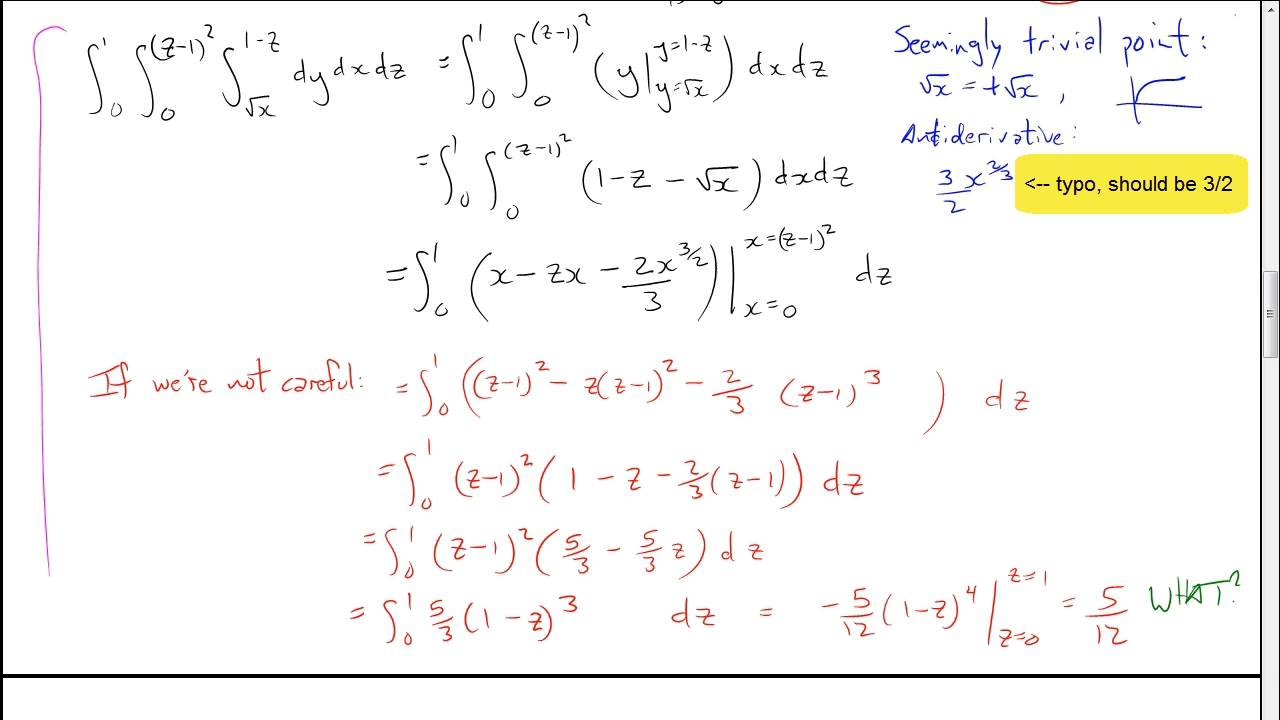 ∫₀¹ ∫₀^{(z-1)²} ∫_{√x}^{1-z} dy dx dz = ∫₀¹ ∫₀^{(z-1)²} (y|_{y=√x}^{y=1-z}) dx dz
= ∫₀¹ ∫₀^{(z-1)²} (1-z-√x) dx dz
= ∫₀¹ (x - zx - 2x^{3/2}/3)|_{x=0}^{x=(z-1)²} dz
Seemingly trivial point:
√x = +√x ,
Antiderivative:
3/2 x^{2/3}
<-- typo, should be 3/2
If we're not careful: = ∫₀¹ ((z-1)² - z(z-1)² - 2/3 (z-1)³ ) dz
= ∫₀¹ (z-1)² (1 - z - 2/3(z-1)) dz
= ∫₀¹ (z-1)² (5/3 - 5/3 z) dz
= ∫₀¹ 5/3 (1-z)³ dz = -5/12 (1-z)⁴ |_{z=0}^{z=1} = 5/12 WHAT?